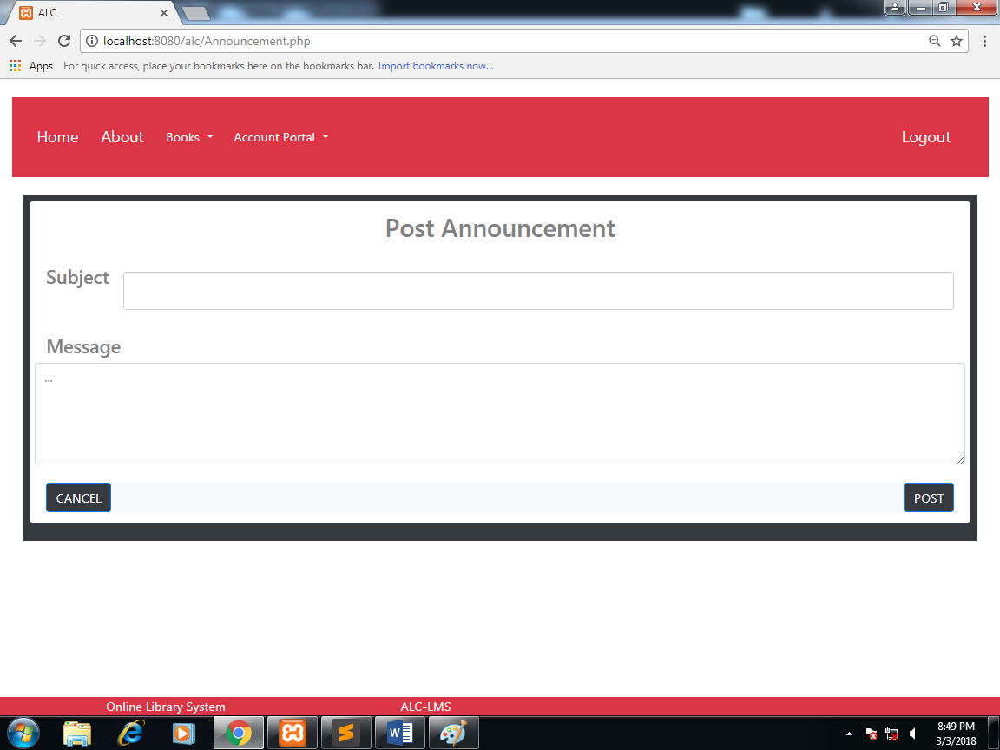 ALC
localhost:8080/alc/Announcement.php
Apps For quick access, place your bookmarks here on the bookmarks bar. Import bookmarks now...
Home About Books Account Portal Logout
Post Announcement
Subject
Message
...
CANCEL POST
Online Library System ALC-LMS
8:49 PM
3/3/2018